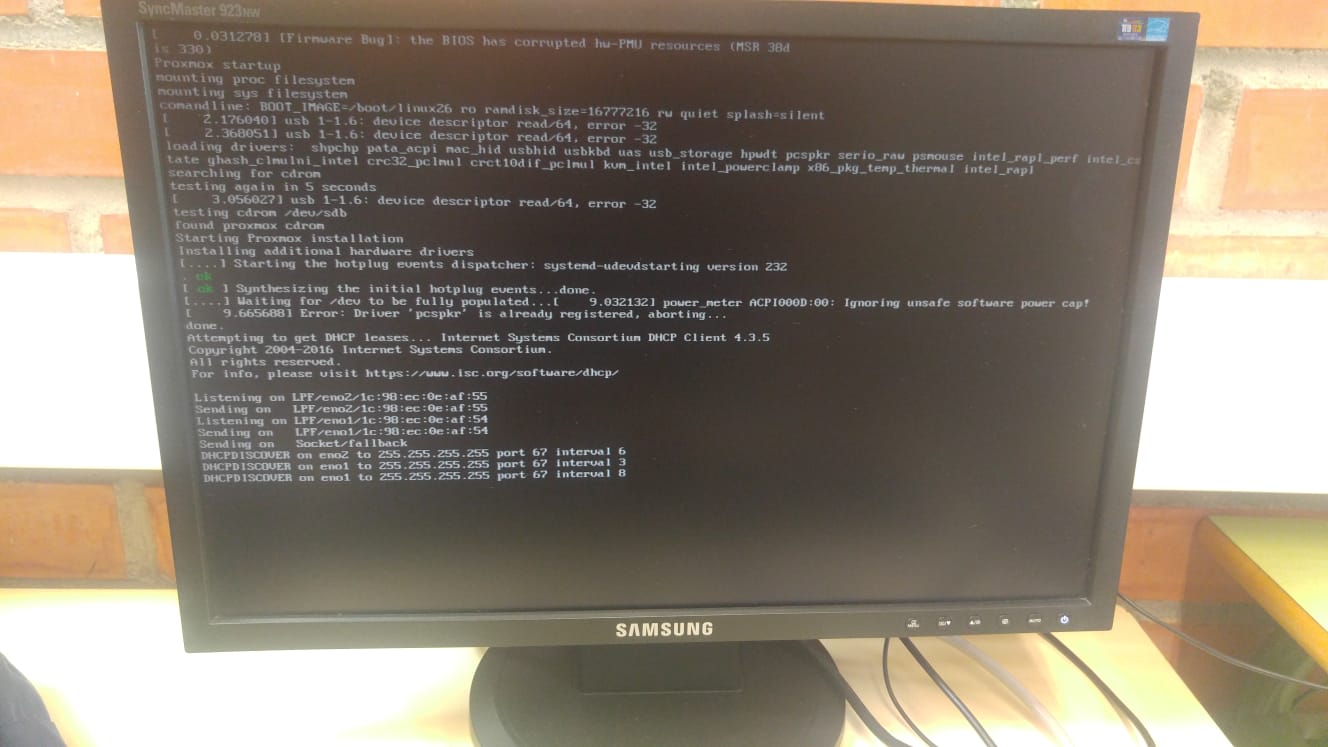 SyncMaster 923NW
[    0.031278] [Firmware Bug]: the BIOS has corrupted hw-PMU resources (MSR 38d
is 330)
Proxmox startup
mounting proc filesystem
mounting sys filesystem
comandline: BOOT_IMAGE=/boot/linux26 ro ramdisk_size=16777216 rw quiet splash=silent
[    2.176040] usb 1-1.6: device descriptor read/64, error -32
[    2.368051] usb 1-1.6: device descriptor read/64, error -32
loading drivers:  shpchp pata_acpi mac_hid usbhid usbkbd uas usb_storage hpwdt pcspkr serio_raw psmouse intel_rapl_perf intel_cs
tate ghash_clmulni_intel crc32_pclmul crct10dif_pclmul kvm_intel intel_powerclamp x86_pkg_temp_thermal intel_rapl
searching for cdrom
testing again in 5 seconds
[    3.056027] usb 1-1.6: device descriptor read/64, error -32
testing cdrom /dev/sdb
found proxmox cdrom
Starting Proxmox installation
Installing additional hardware drivers
[....] Starting the hotplug events dispatcher: systemd-udevdstarting version 232
. ok
[ ok ] Synthesizing the initial hotplug events...done.
[....] Waiting for /dev to be fully populated...[    9.032132] power_meter ACPI000D:00: Ignoring unsafe software power cap!
[    9.665688] Error: Driver 'pcspkr' is already registered, aborting...
done.
Attempting to get DHCP leases... Internet Systems Consortium DHCP Client 4.3.5
Copyright 2004-2016 Internet Systems Consortium.
All rights reserved.
For info, please visit https://www.isc.org/software/dhcp/
Listening on LPF/eno2/1c:98:ec:0e:af:55
Sending on   LPF/eno2/1c:98:ec:0e:af:55
Listening on LPF/eno1/1c:98:ec:0e:af:54
Sending on   LPF/eno1/1c:98:ec:0e:af:54
Sending on   Socket/fallback
DHCPDISCOVER on eno2 to 255.255.255.255 port 67 interval 6
DHCPDISCOVER on eno1 to 255.255.255.255 port 67 interval 3
DHCPDISCOVER on eno1 to 255.255.255.255 port 67 interval 8
SAMSUNG
MENU
AUTO